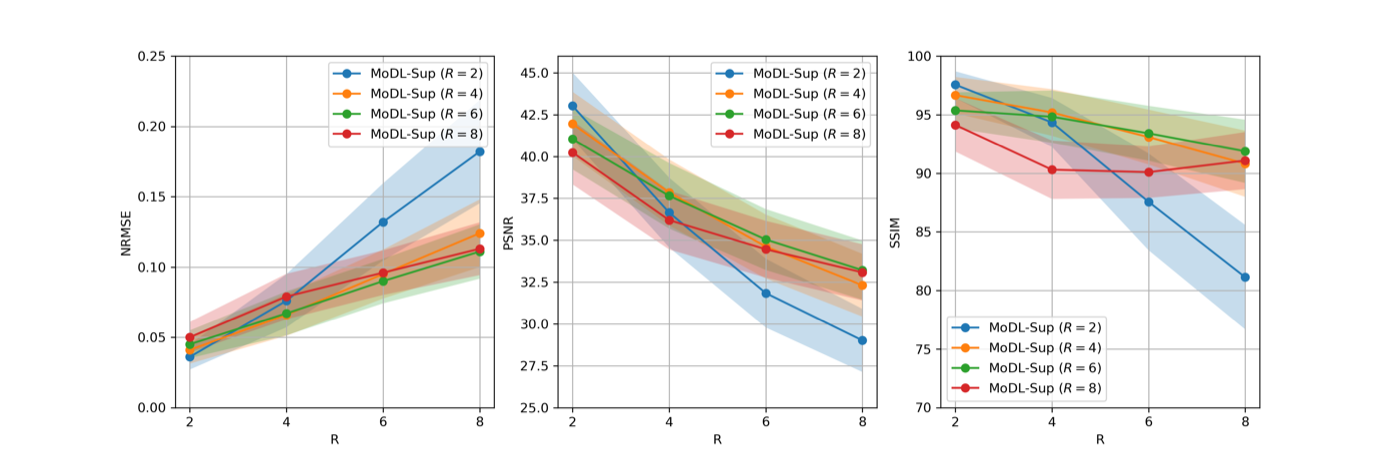 0.25
0.20
0.15
0.10
0.05
0.00
NRMSE
2 4 6 8
R
MoDL-Sup (R = 2)
MoDL-Sup (R = 4)
MoDL-Sup (R = 6)
MoDL-Sup (R = 8)
45.0
42.5
40.0
37.5
35.0
32.5
30.0
27.5
25.0
PSNR
2 4 6 8
R
MoDL-Sup (R = 2)
MoDL-Sup (R = 4)
MoDL-Sup (R = 6)
MoDL-Sup (R = 8)
100
95
90
85
80
75
70
SSIM
2 4 6 8
R
MoDL-Sup (R = 2)
MoDL-Sup (R = 4)
MoDL-Sup (R = 6)
MoDL-Sup (R = 8)